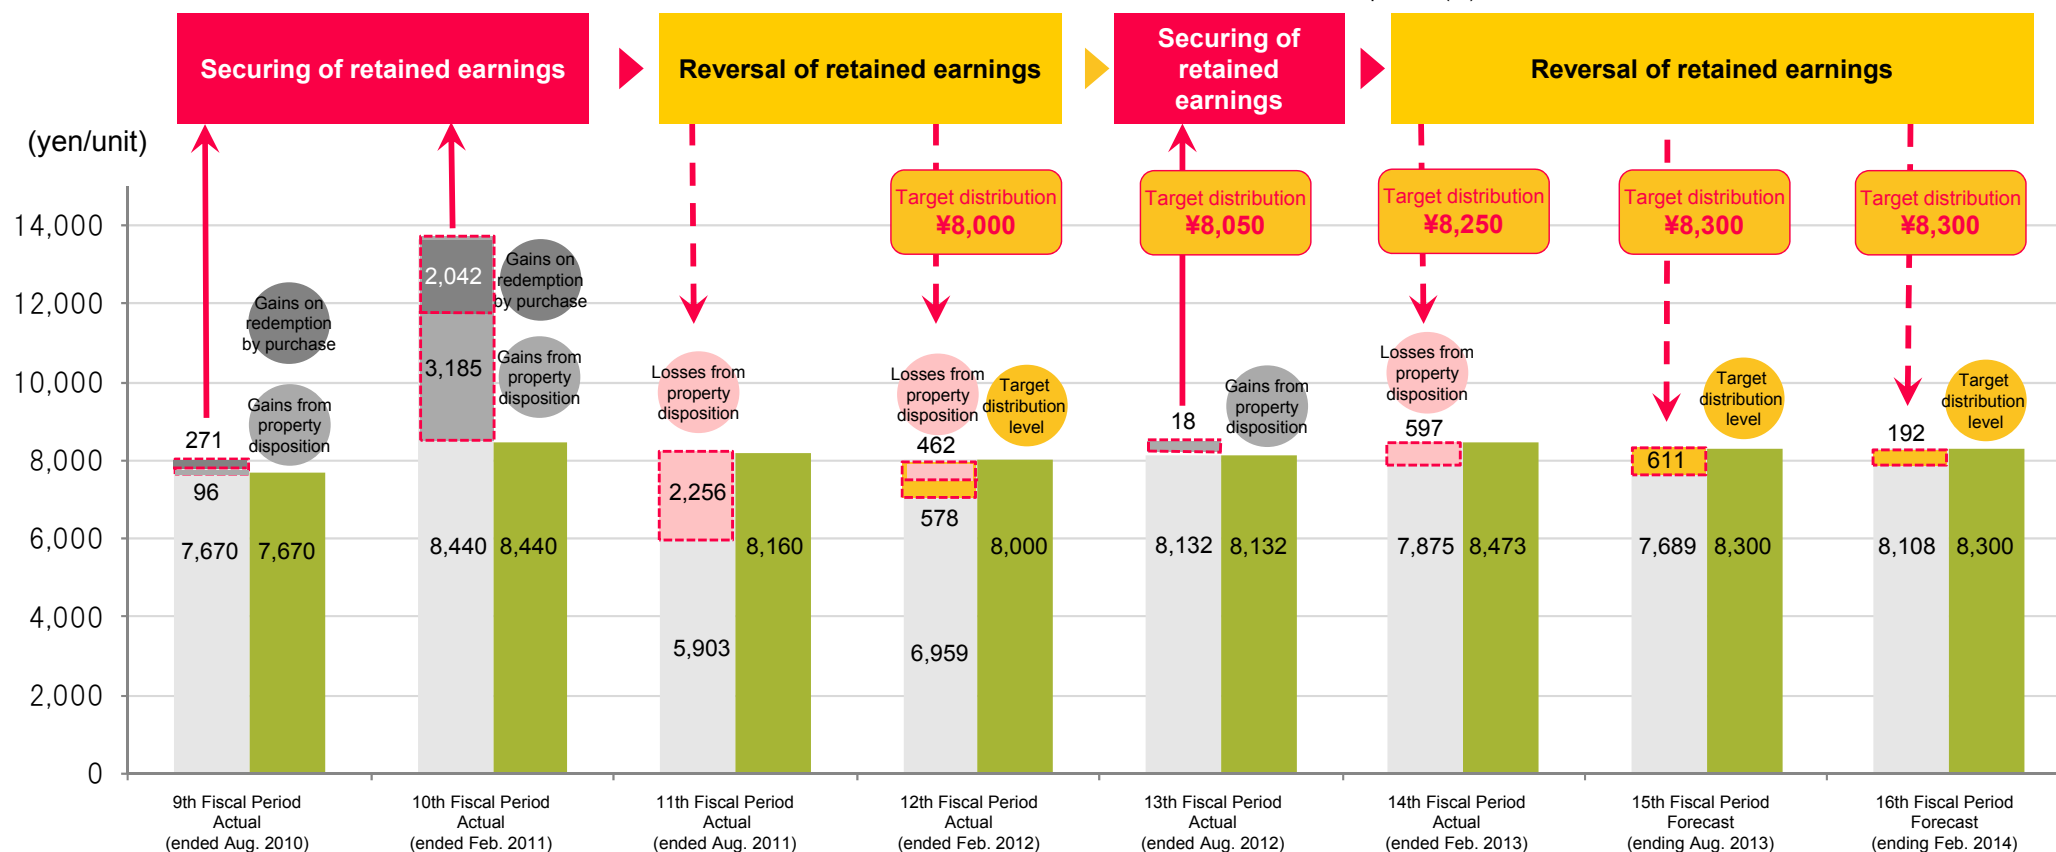 Securing of retained earnings
Reversal of retained earnings
Securing of
retained
earnings
Reversal of retained earnings
(yen/unit)
Target distribution
¥8,000
Target distribution
¥8,050
Target distribution
¥8,250
Target distribution
¥8,300
Target distribution
¥8,300
14,000
12,000
10,000
8,000
6,000
4,000
2,000
0
Gains on
redemption
by purchase
Gains from
property
disposition
271
96
7,670
7,670
2,042
Gains on
redemption
by purchase
3,185
Gains from
property
disposition
8,440
8,440
Losses from
property
disposition
2,256
5,903
8,160
Losses from
property
disposition
Target
distribution
level
462
578
6,959
8,000
18
Gains from
property
disposition
8,132
8,132
Losses from
property
disposition
597
7,875
8,473
Target
distribution
level
611
7,689
8,300
Target
distribution
level
192
8,108
8,300
9th Fiscal Period
Actual
(ended Aug. 2010)
10th Fiscal Period
Actual
(ended Feb. 2011)
11th Fiscal Period
Actual
(ended Aug. 2011)
12th Fiscal Period
Actual
(ended Feb. 2012)
13th Fiscal Period
Actual
(ended Aug. 2012)
14th Fiscal Period
Actual
(ended Feb. 2013)
15th Fiscal Period
Forecast
(ending Aug. 2013)
16th Fiscal Period
Forecast
(ending Feb. 2014)